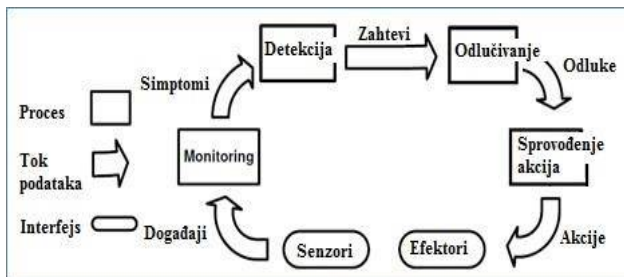 Detekcija
Zahtevi
Odlučivanje
Simptomi
Odluke
Proces
Monitoring
Sprovođenje
akcija
Tok
podataka
Interfejs
Događaji
Senzori
Efektori
Akcije